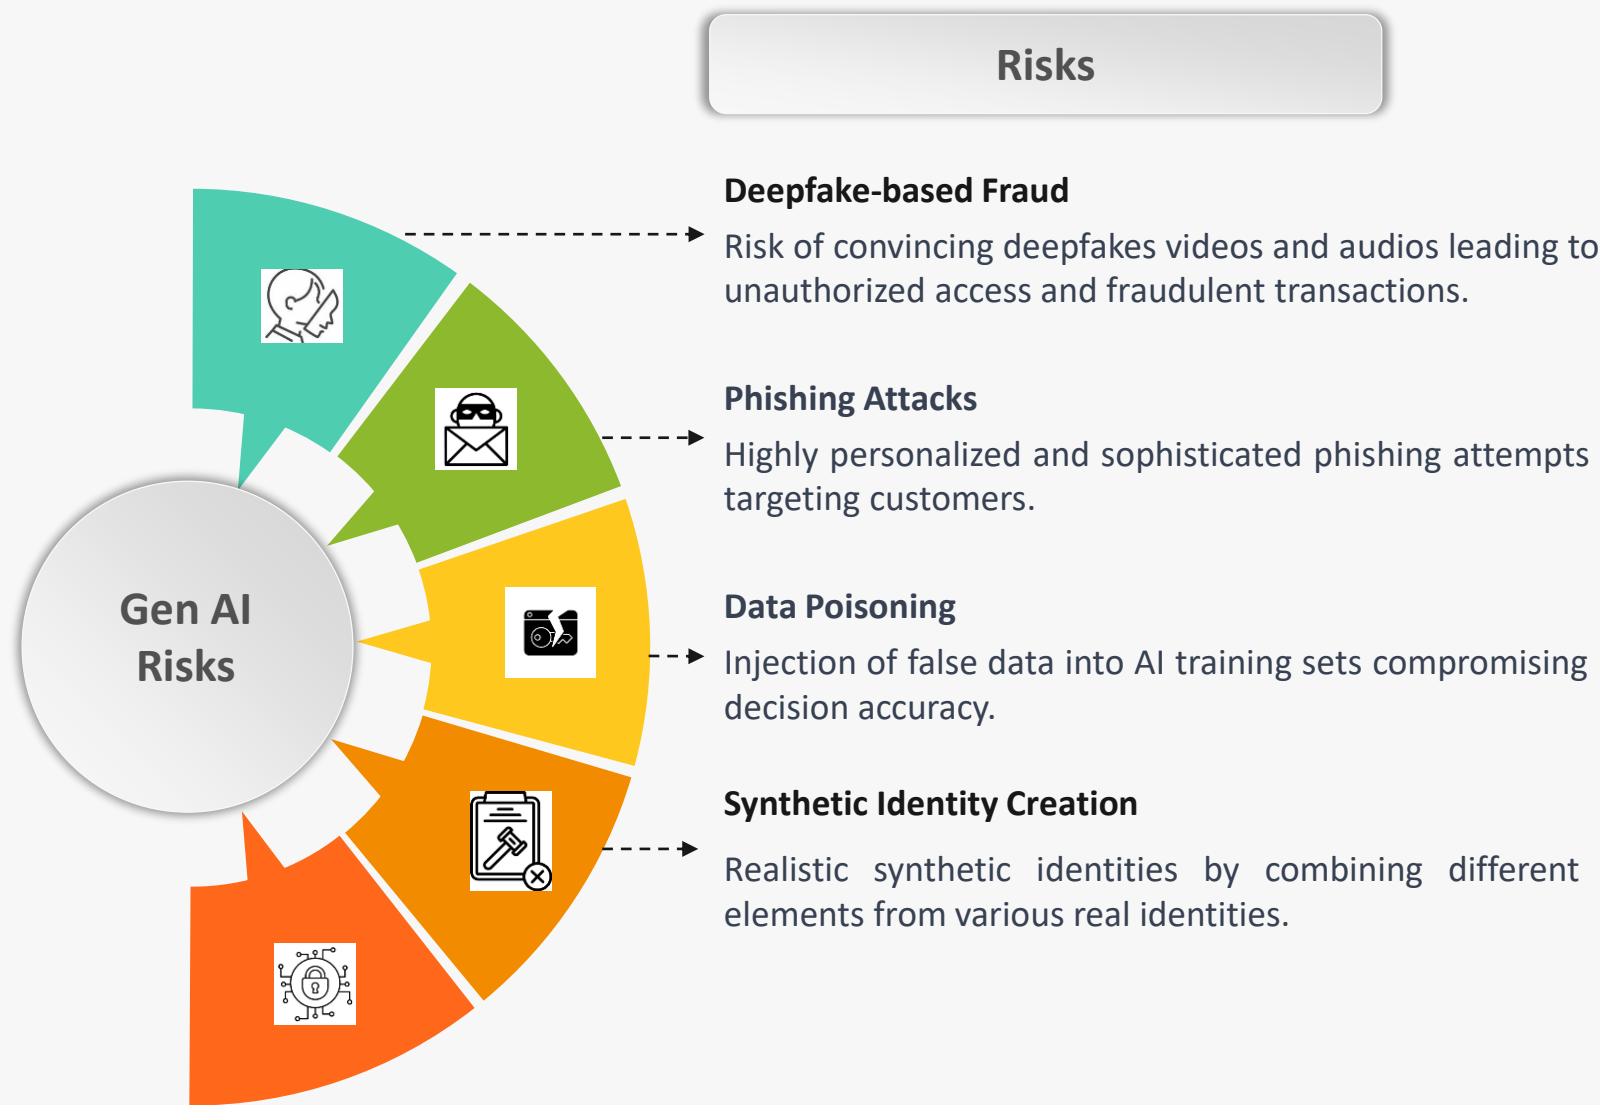 Risks
Deepfake-based Fraud
Risk of convincing deepfakes videos and audios leading to
unauthorized access and fraudulent transactions.
Phishing Attacks
Highly personalized and sophisticated phishing attempts
targeting customers.
Gen AI
Risks
Data Poisoning
Injection of false data into AI training sets compromising
decision accuracy.
Synthetic Identity Creation
Realistic synthetic identities by combining different
elements from various real identities.